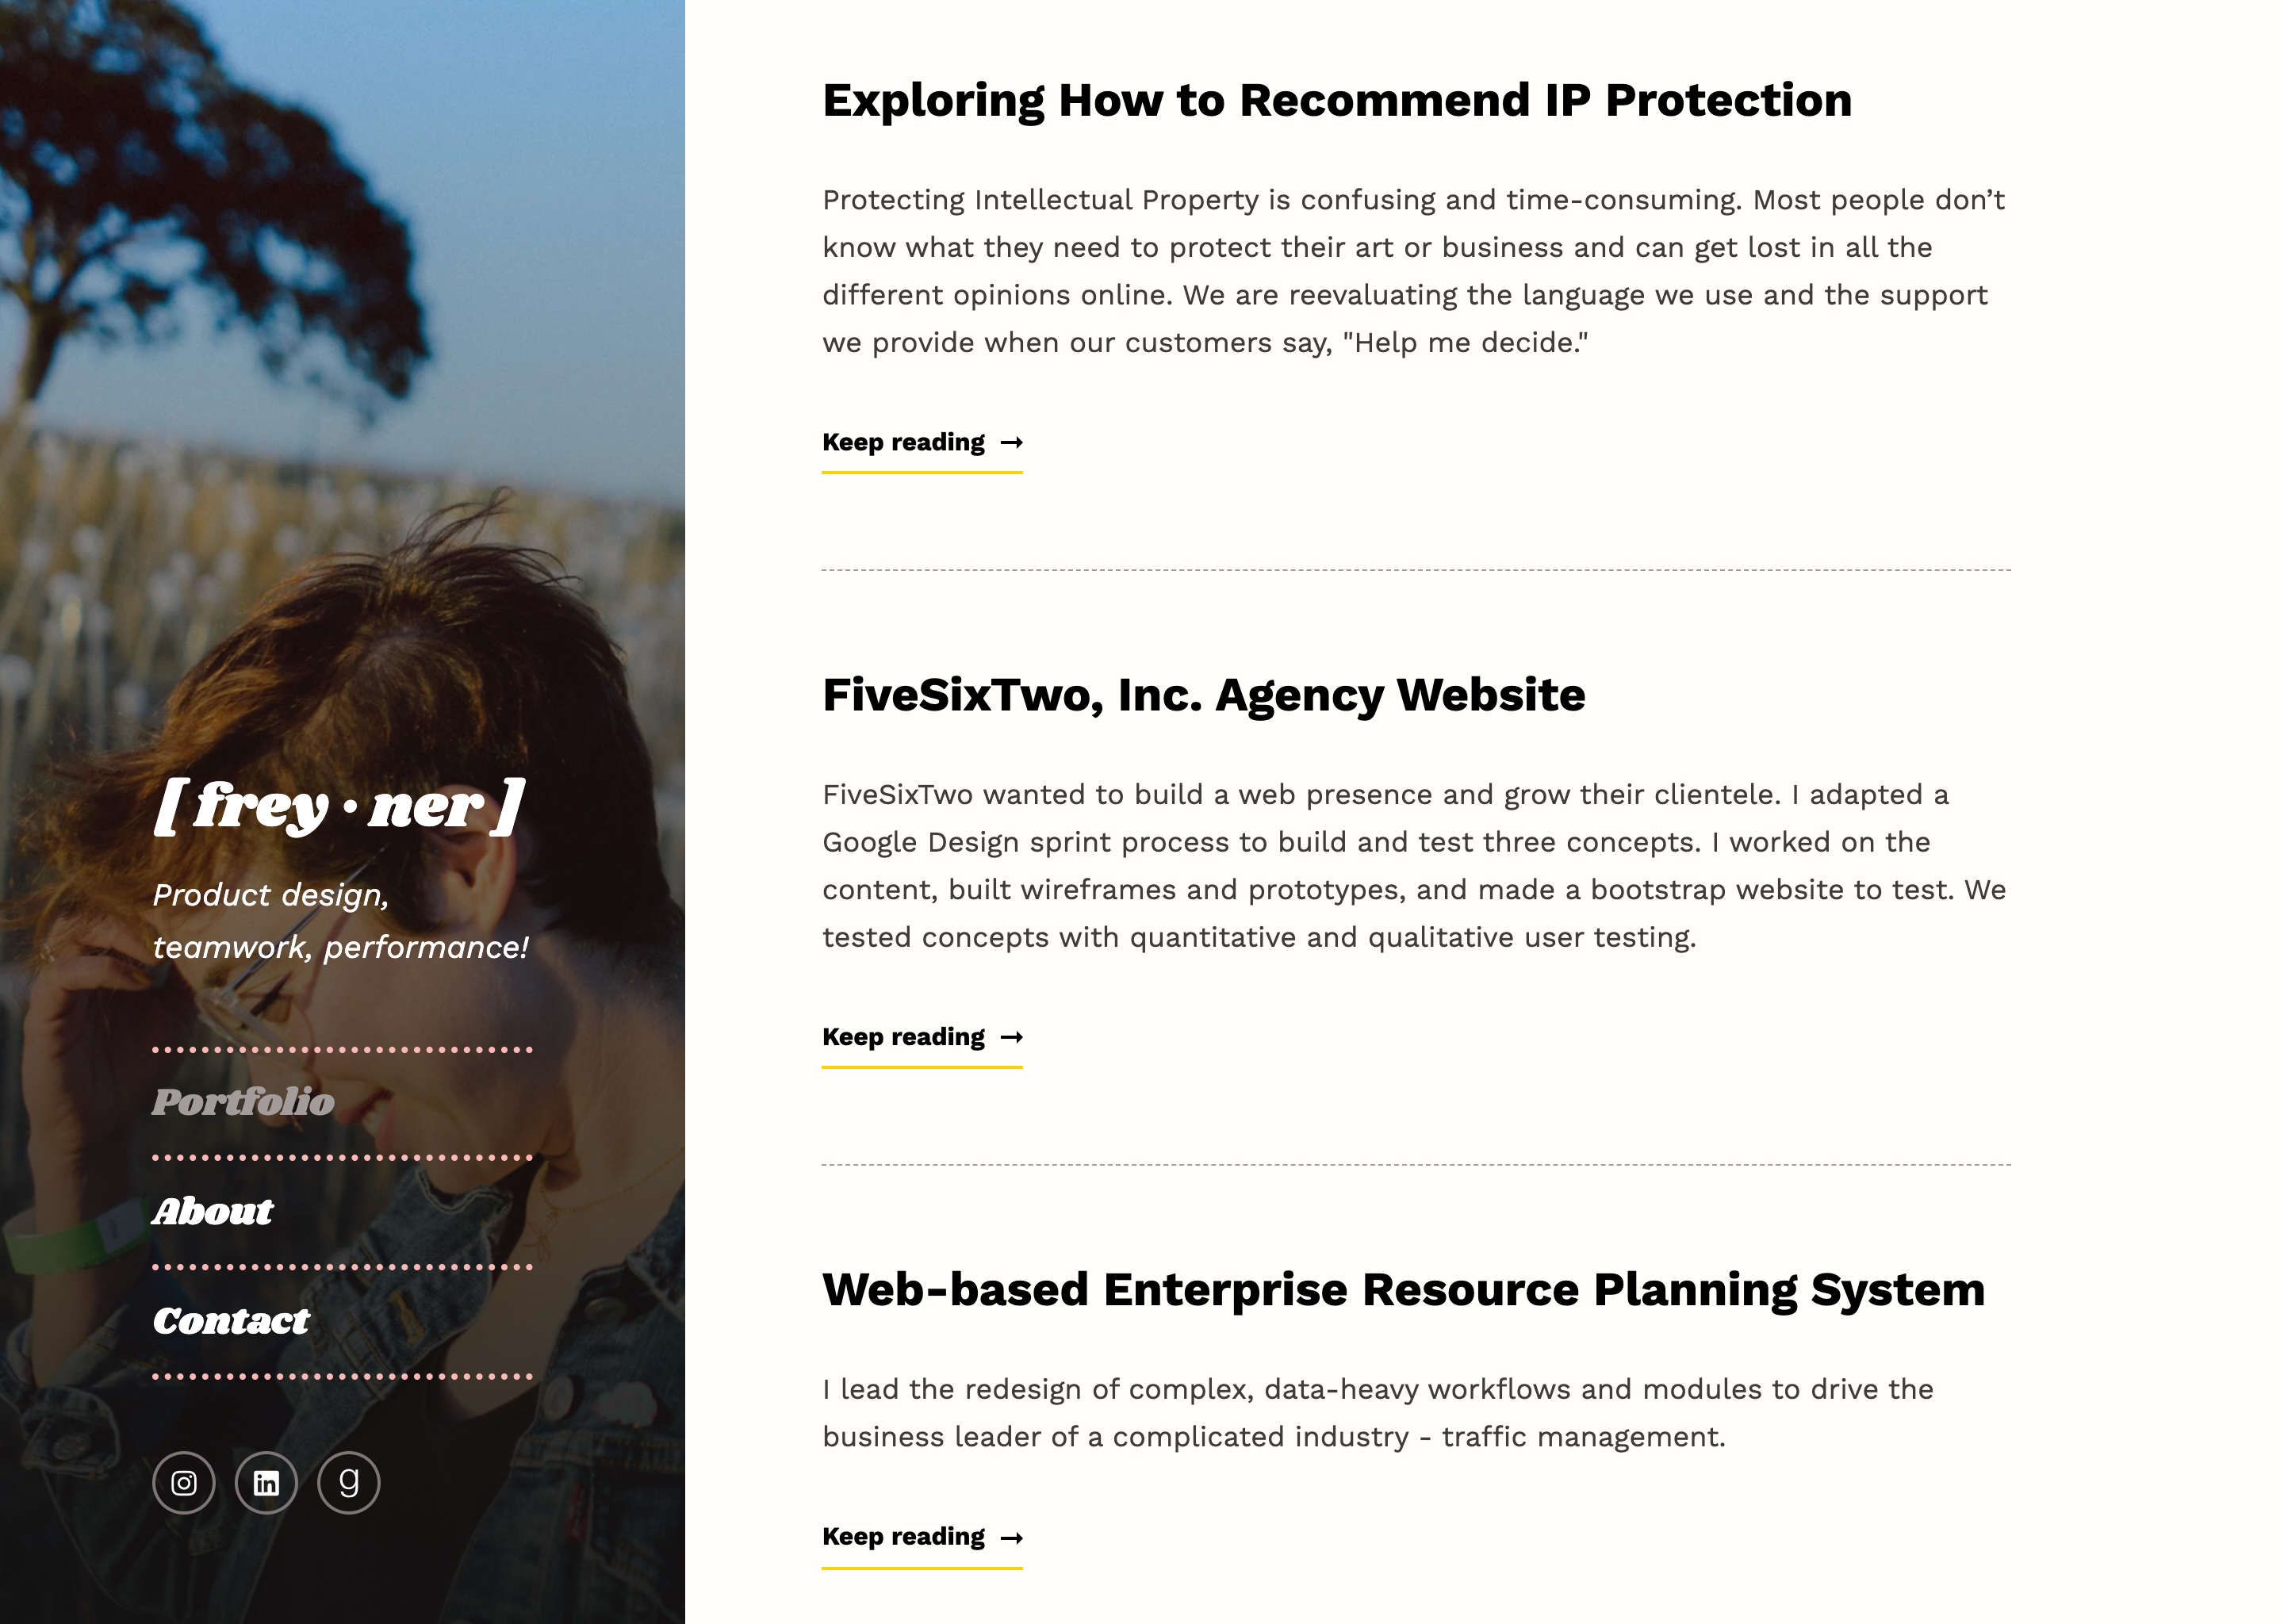 [ frey · ner ]
Product design,
teamwork, performance!
Portfolio
About
Contact
Exploring How to Recommend IP Protection
Protecting Intellectual Property is confusing and time-consuming. Most people don’t
know what they need to protect their art or business and can get lost in all the
different opinions online. We are reevaluating the language we use and the support
we provide when our customers say, "Help me decide."
Keep reading →
FiveSixTwo, Inc. Agency Website
FiveSixTwo wanted to build a web presence and grow their clientele. I adapted a
Google Design sprint process to build and test three concepts. I worked on the
content, built wireframes and prototypes, and made a bootstrap website to test. We
tested concepts with quantitative and qualitative user testing.
Keep reading →
Web-based Enterprise Resource Planning System
I lead the redesign of complex, data-heavy workflows and modules to drive the
business leader of a complicated industry - traffic management.
Keep reading →